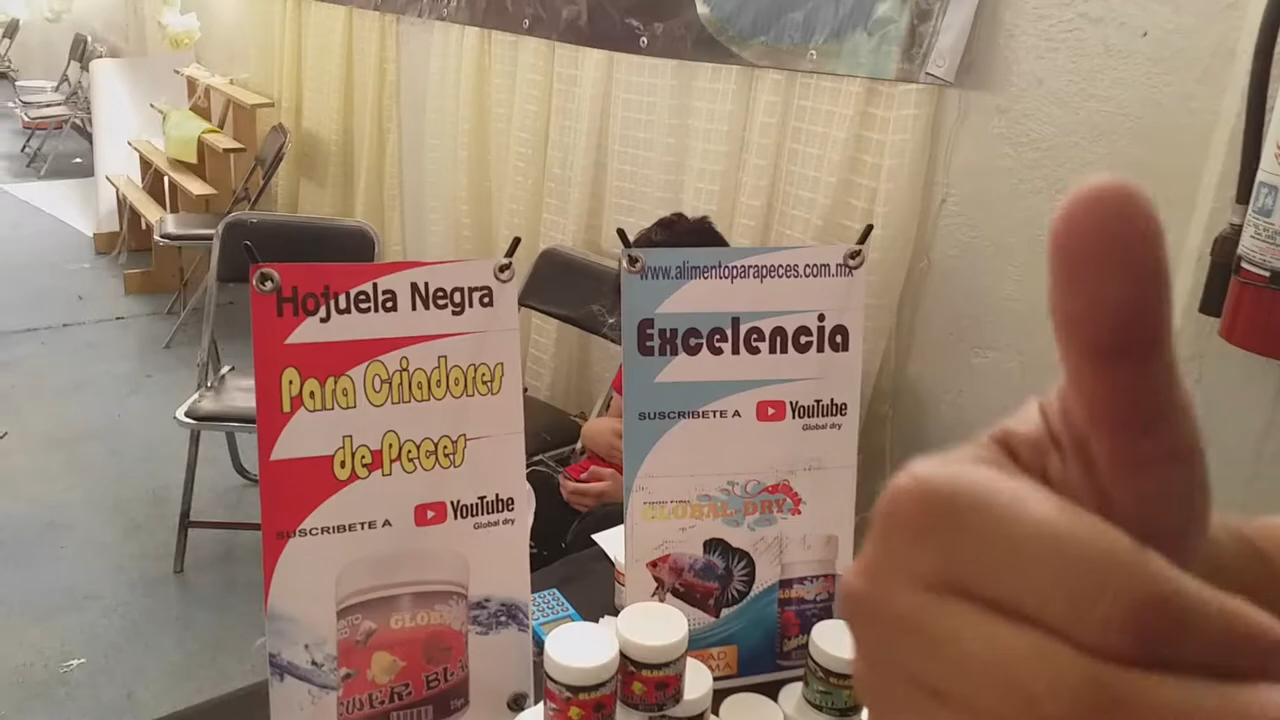 Hojuela Negra
Para Criadores
de Peces
SUSCRIBETE A YouTube
Global dry
www.alimentoparapeces.com.mx
Excelencia
SUSCRIBETE A YouTube
Global dry
GLOBAL DRY